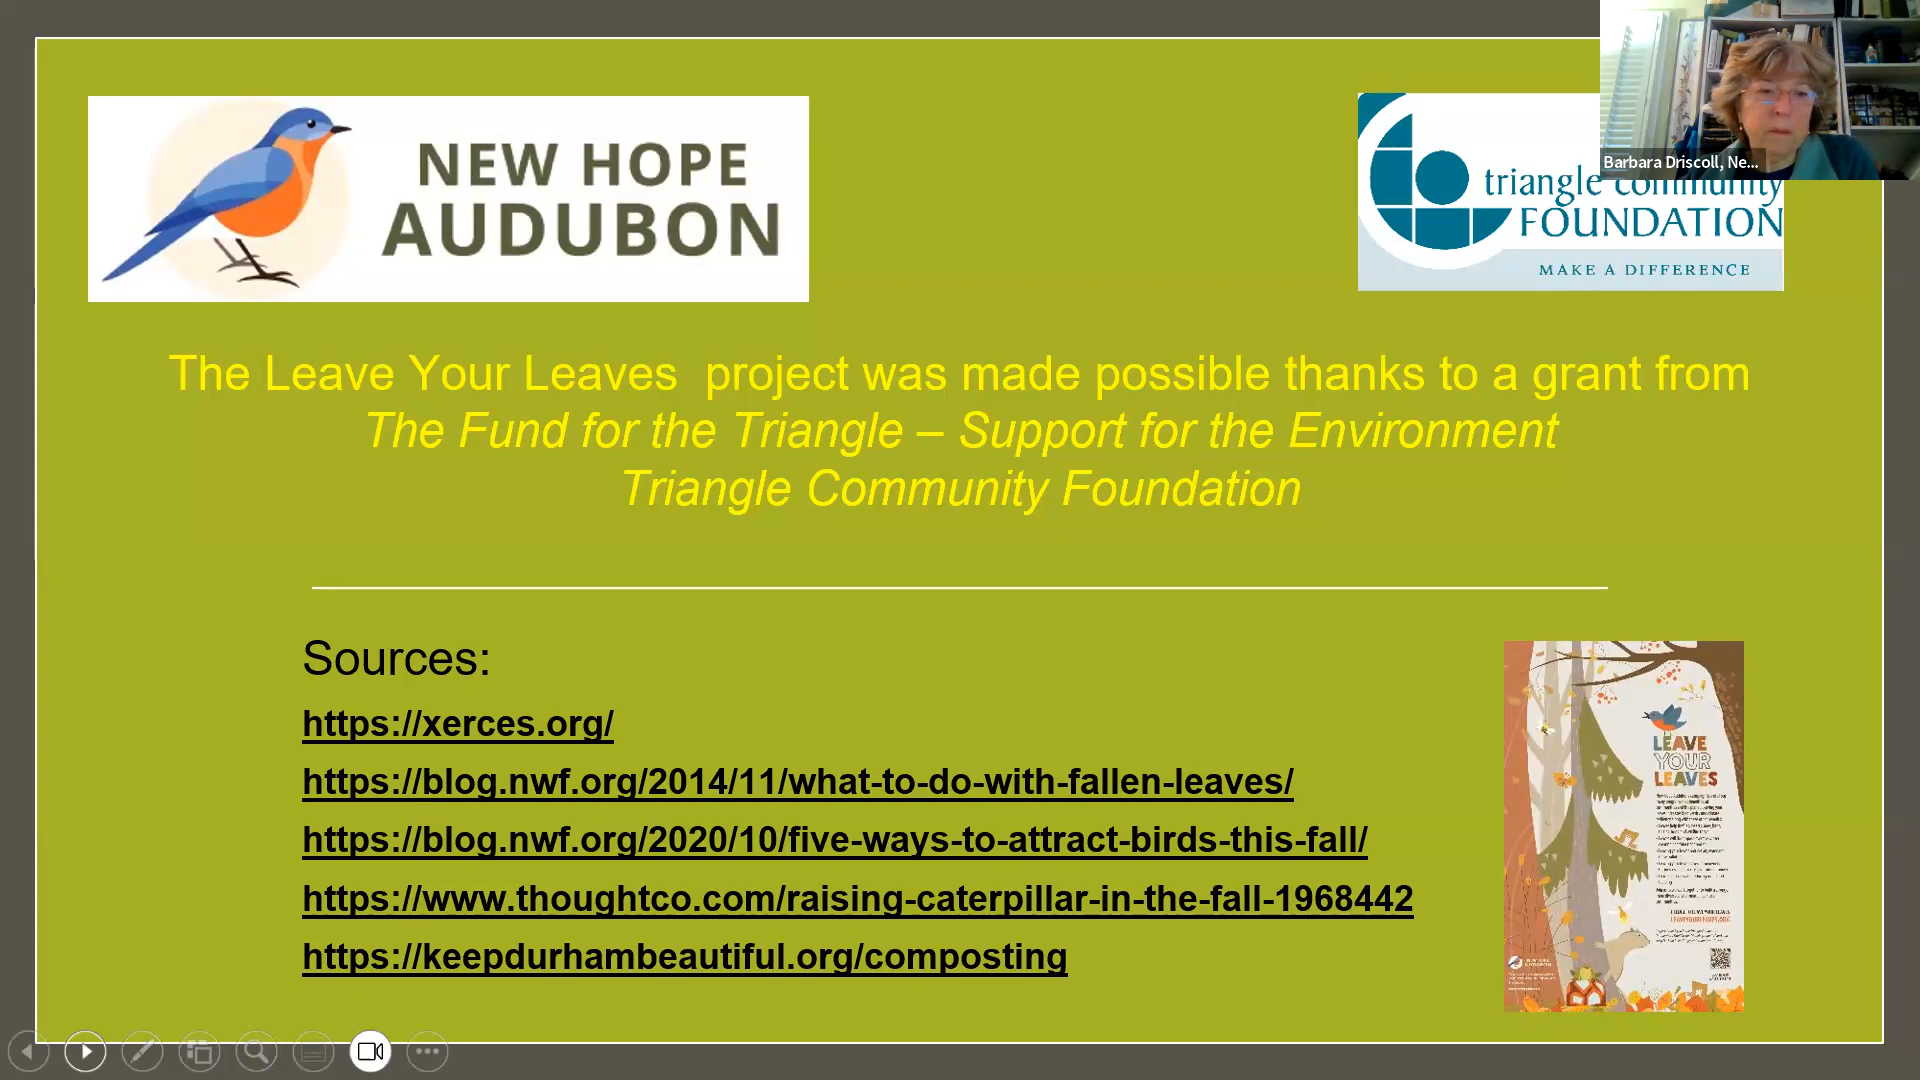 NEW HOPE
AUDUBON
triangle community
FOUNDATION
MAKE A DIFFERENCE
Barbara Driscoll, Ne...
The Leave Your Leaves project was made possible thanks to a grant from
The Fund for the Triangle – Support for the Environment
Triangle Community Foundation
Sources:
https://xerces.org/
https://blog.nwf.org/2014/11/what-to-do-with-fallen-leaves/
https://blog.nwf.org/2020/10/five-ways-to-attract-birds-this-fall/
https://www.thoughtco.com/raising-caterpillar-in-the-fall-1968442
https://keepdurhambeautiful.org/composting
LEAVE
YOUR
LEAVES